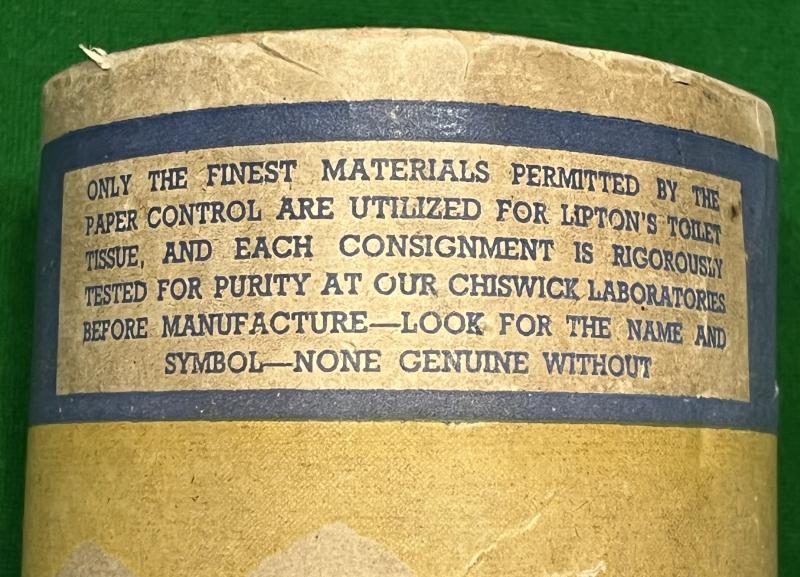 ONLY THE FINEST MATERIALS PERMITTED BY THE
PAPER CONTROL ARE UTILIZED FOR LIPTON'S TOILET
TISSUE, AND EACH CONSIGNMENT IS RIGOROUSLY
TESTED FOR PURITY AT OUR CHISWICK LABORATORIES
BEFORE MANUFACTURE—LOOK FOR THE NAME AND
SYMBOL—NONE GENUINE WITHOUT